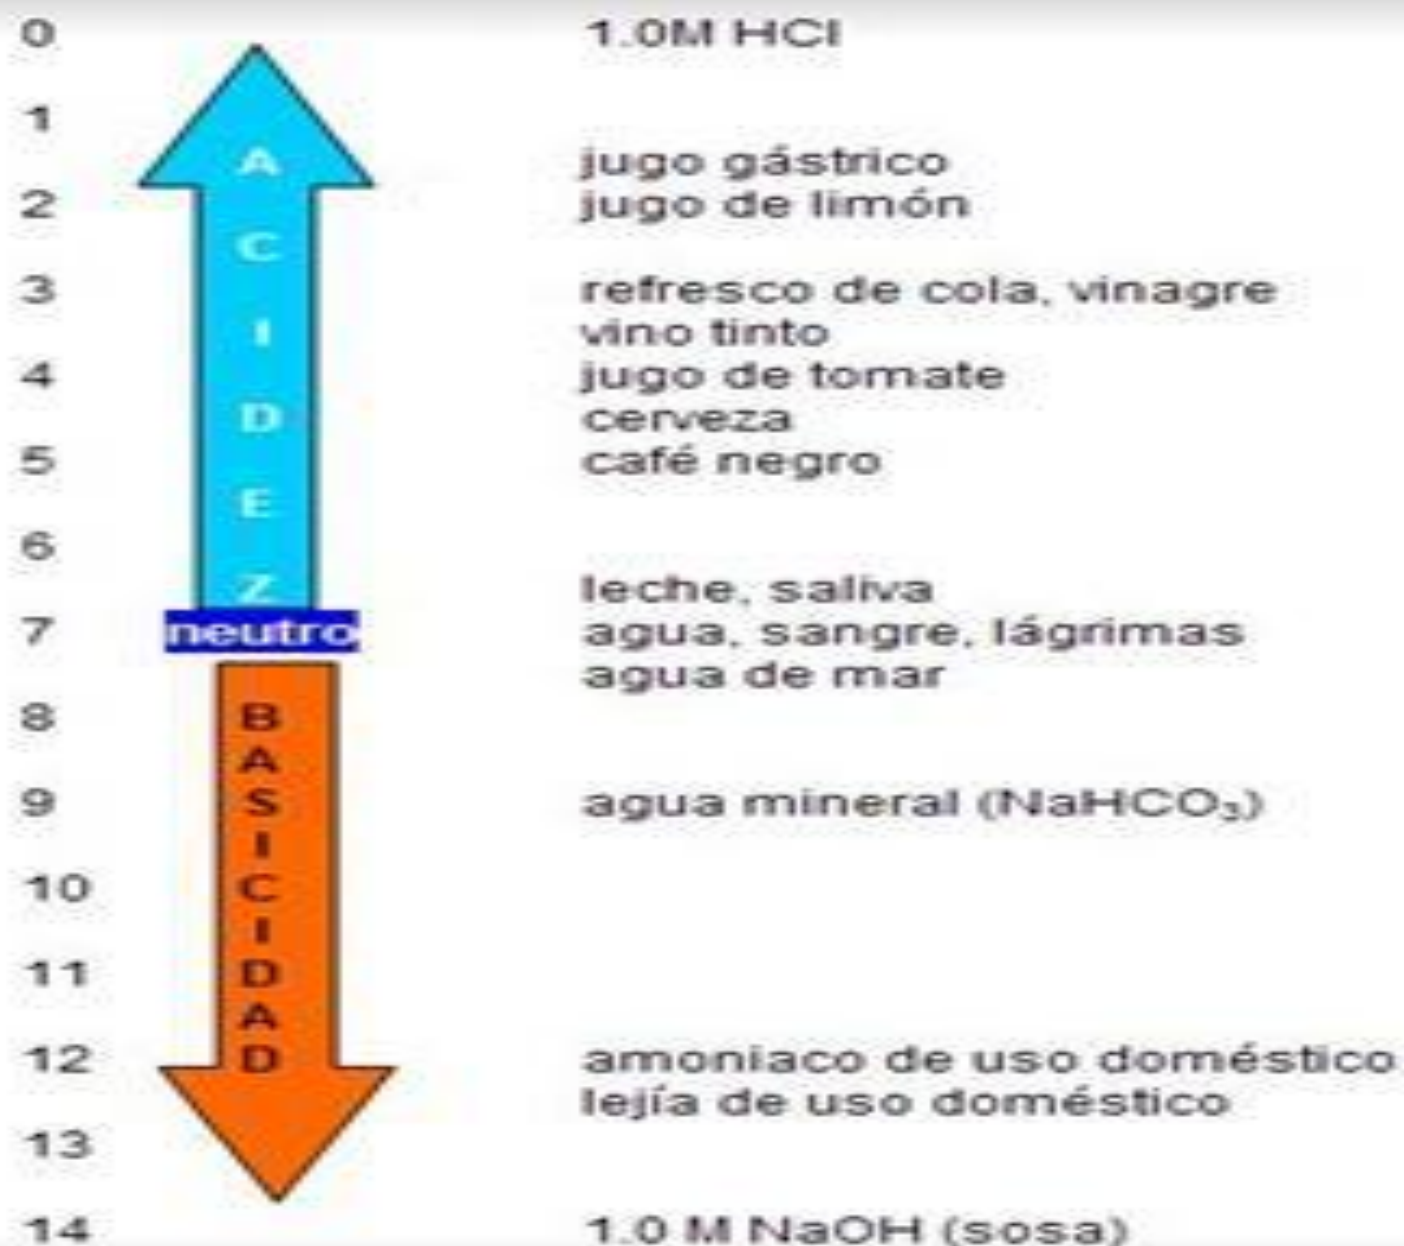 0 1.0M HCl
1
A
jugo gástrico
2 jugo de limón
C
3 refresco de cola, vinagre
I
vino tinto
4 jugo de tomate
D
cerveza
5 café negro
E
6
Z
leche, saliva
7 neutro agua, sangre, lágrimas
agua de mar
8 B
A
9 S agua mineral (NaHCO₃)
I
10 C
I
11 D
A
12 D amoniaco de uso doméstico
lejía de uso doméstico
13
14 1.0 M NaOH (sosa)